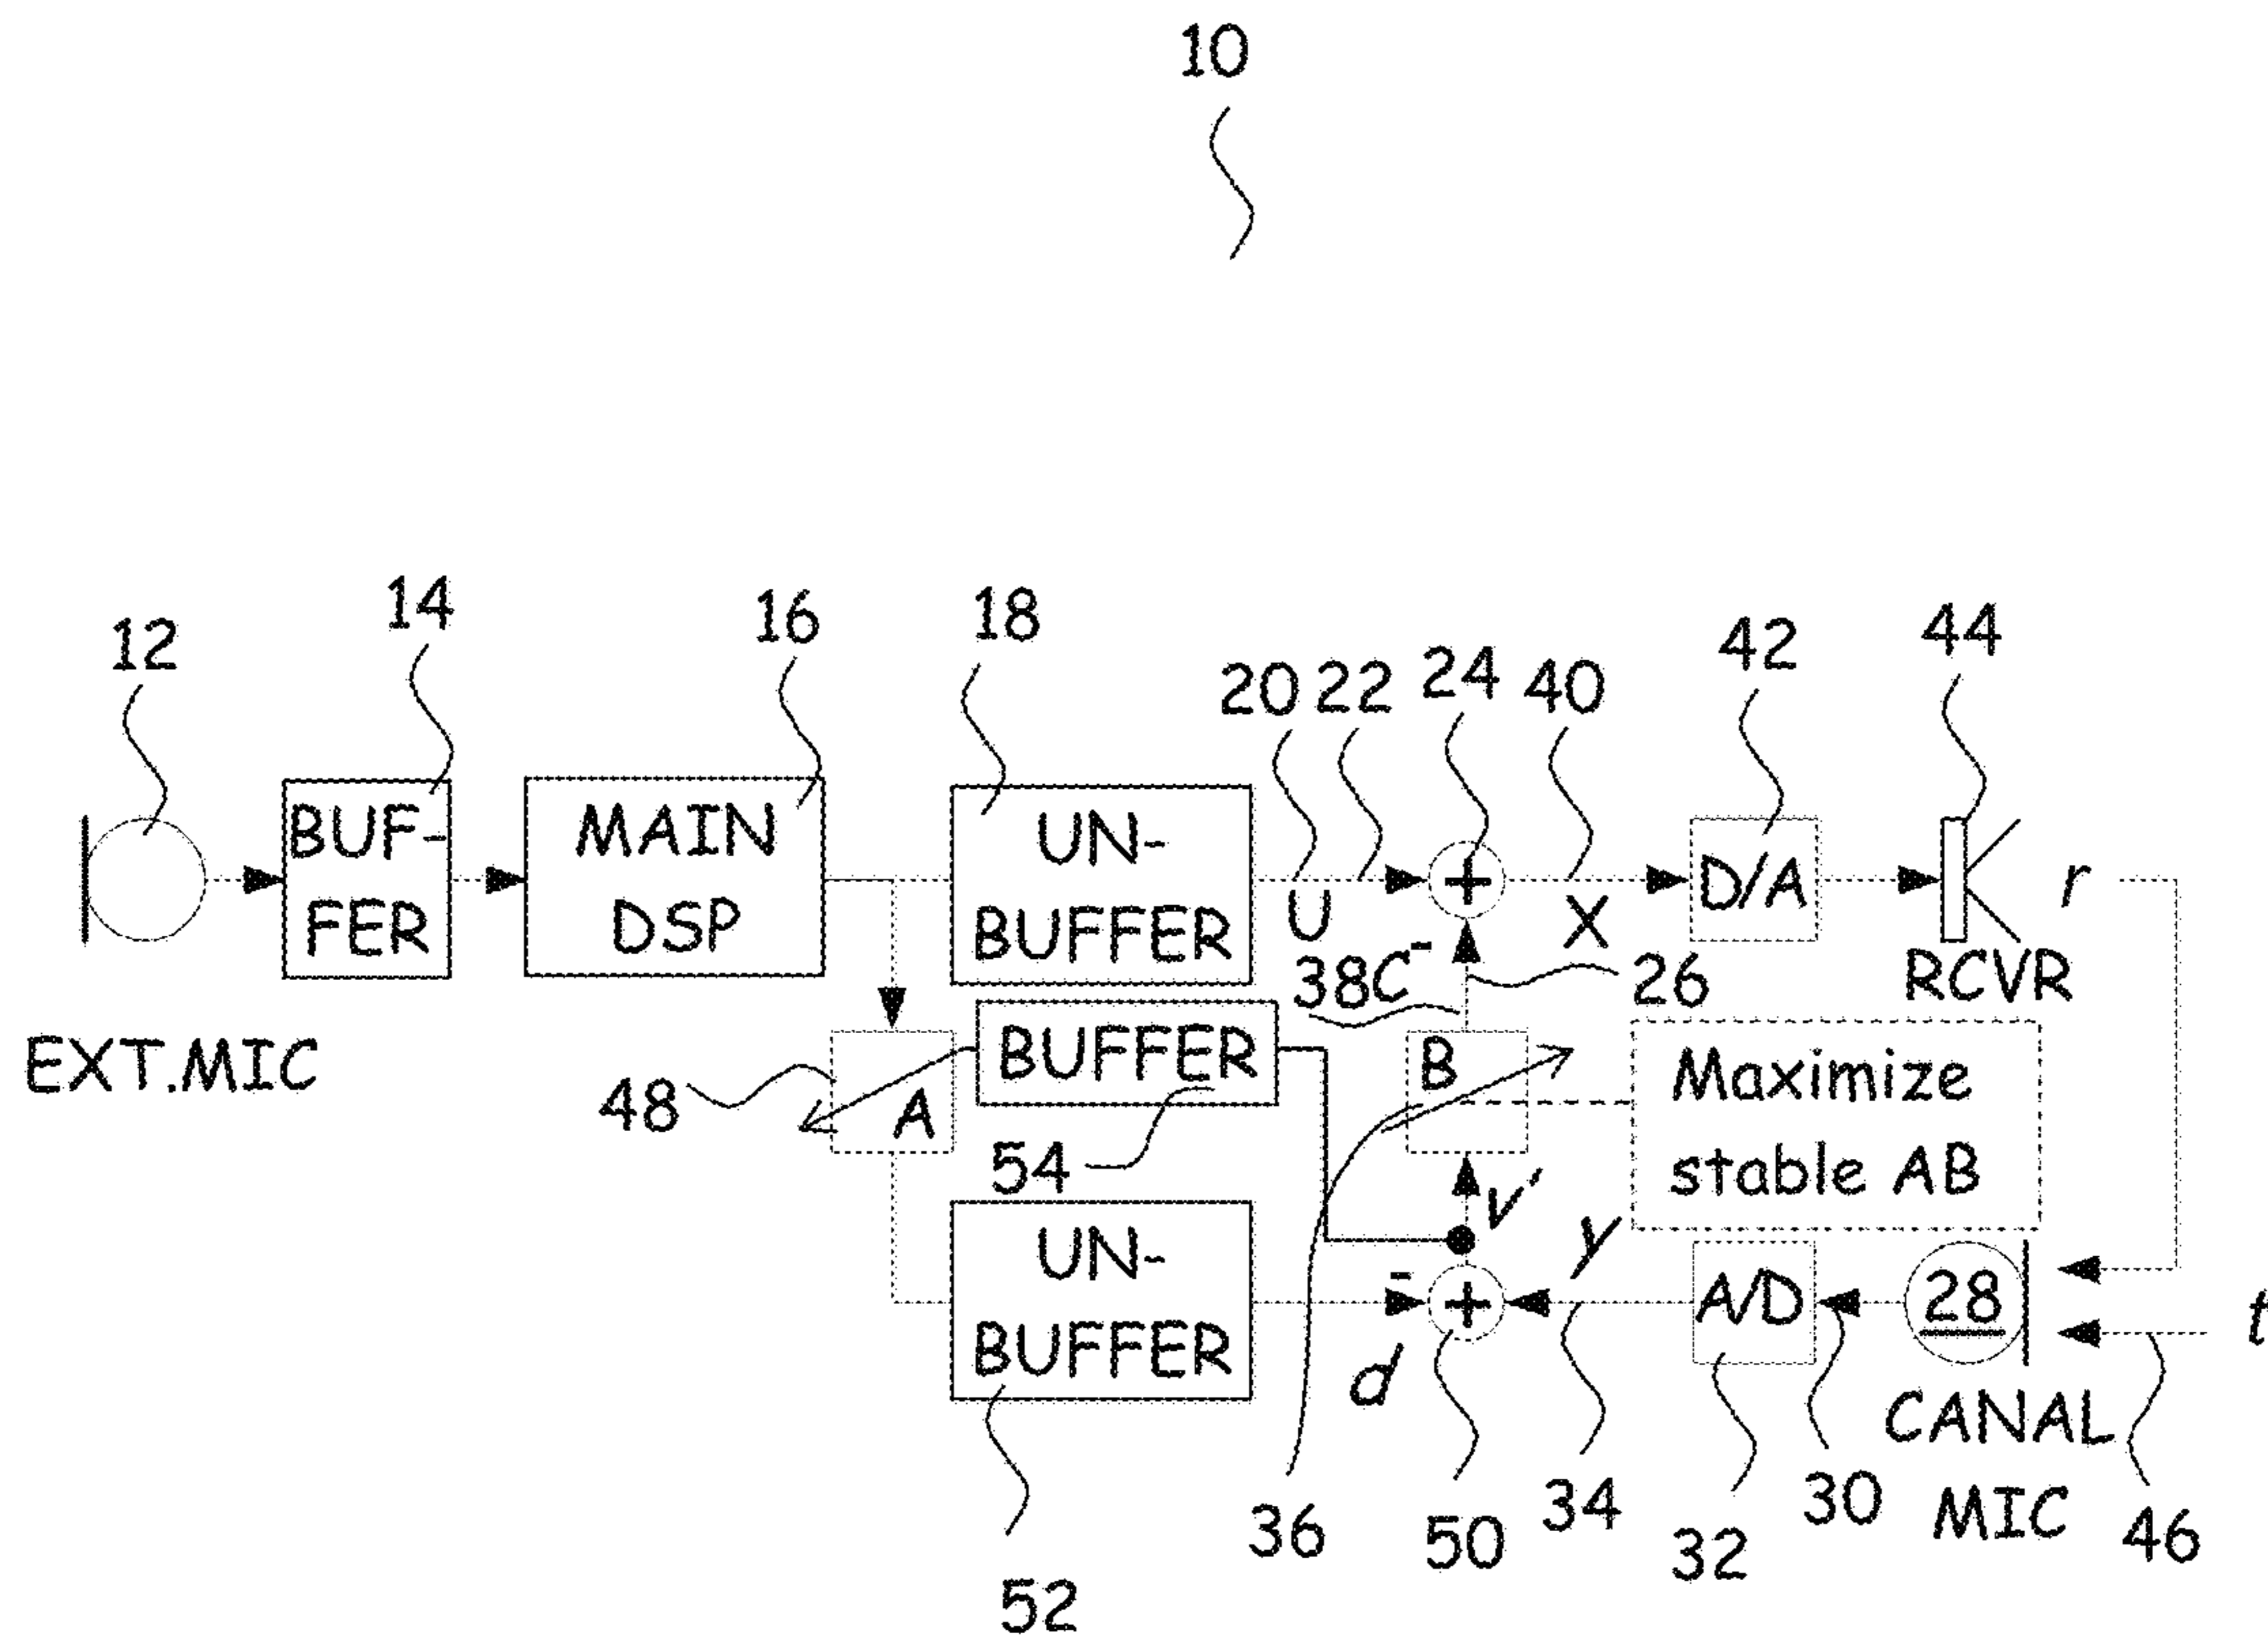 10
12
14
16
18
20
22
24
40
42
44
BUF-
FER
MAIN
DSP
UN-
BUFFER
U
+
X
D/A
r
RCVR
38
C
-
26
EXT.MIC
48
A
BUFFER
54
B
Maximize
stable AB
v'
y
UN-
BUFFER
-
+
d
A/D
28
t
CANAL
MIC
52
36
50
34
32
30
46